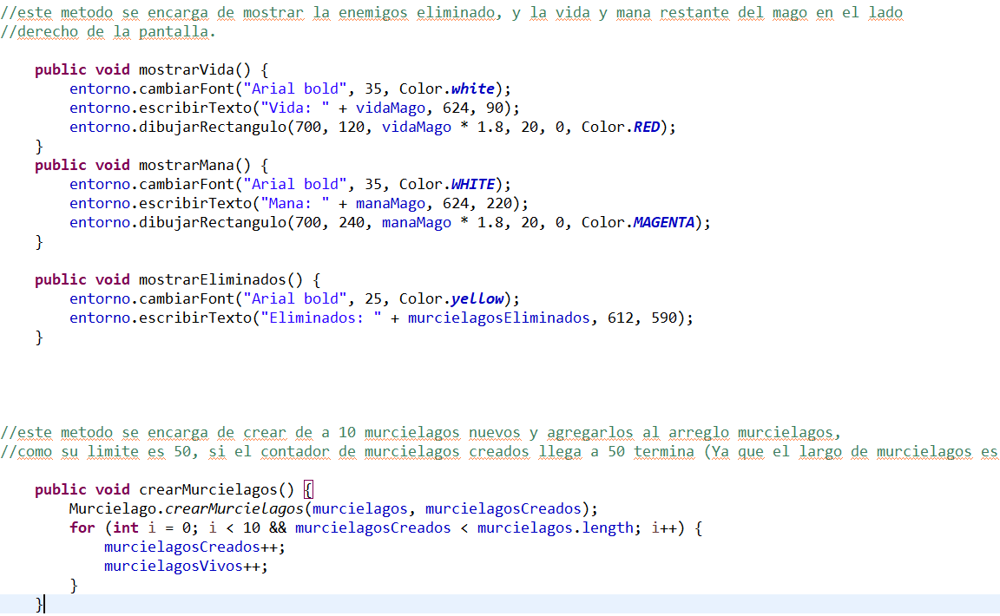 //este metodo se encarga de mostrar la enemigos eliminado, y la vida y mana restante del mago en el lado
//derecho de la pantalla.
public void mostrarVida() {
entorno.cambiarFont("Arial bold", 35, Color.white);
entorno.escribirTexto("Vida: " + vidaMago, 624, 90);
entorno.dibujarRectangulo(700, 120, vidaMago * 1.8, 20, 0, Color.RED);
}
public void mostrarMana() {
entorno.cambiarFont("Arial bold", 35, Color.WHITE);
entorno.escribirTexto("Mana: " + manaMago, 624, 220);
entorno.dibujarRectangulo(700, 240, manaMago * 1.8, 20, 0, Color.MAGENTA);
}
public void mostrarEliminados() {
entorno.cambiarFont("Arial bold", 25, Color.yellow);
entorno.escribirTexto("Eliminados: " + murcielagosEliminados, 612, 590);
}
//este metodo se encarga de crear de a 10 murcielagos nuevos y agregarlos al arreglo murcielagos,
//como su limite es 50, si el contador de murcielagos creados llega a 50 termina (Ya que el largo de murcielagos es
public void crearMurcielagos() {
Murcielago.crearMurcielagos(murcielagos, murcielagosCreados);
for (int i = 0; i < 10 && murcielagosCreados < murcielagos.length; i++) {
murcielagosCreados++;
murcielagosVivos++;
}
}